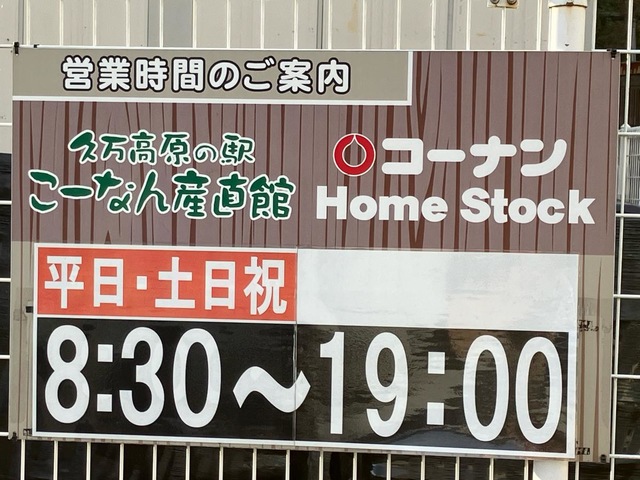 営業時間のご案内
久万高原の駅
こーなん産直館
コーナン
Home Stock
平日・土日祝
8:30～19:00